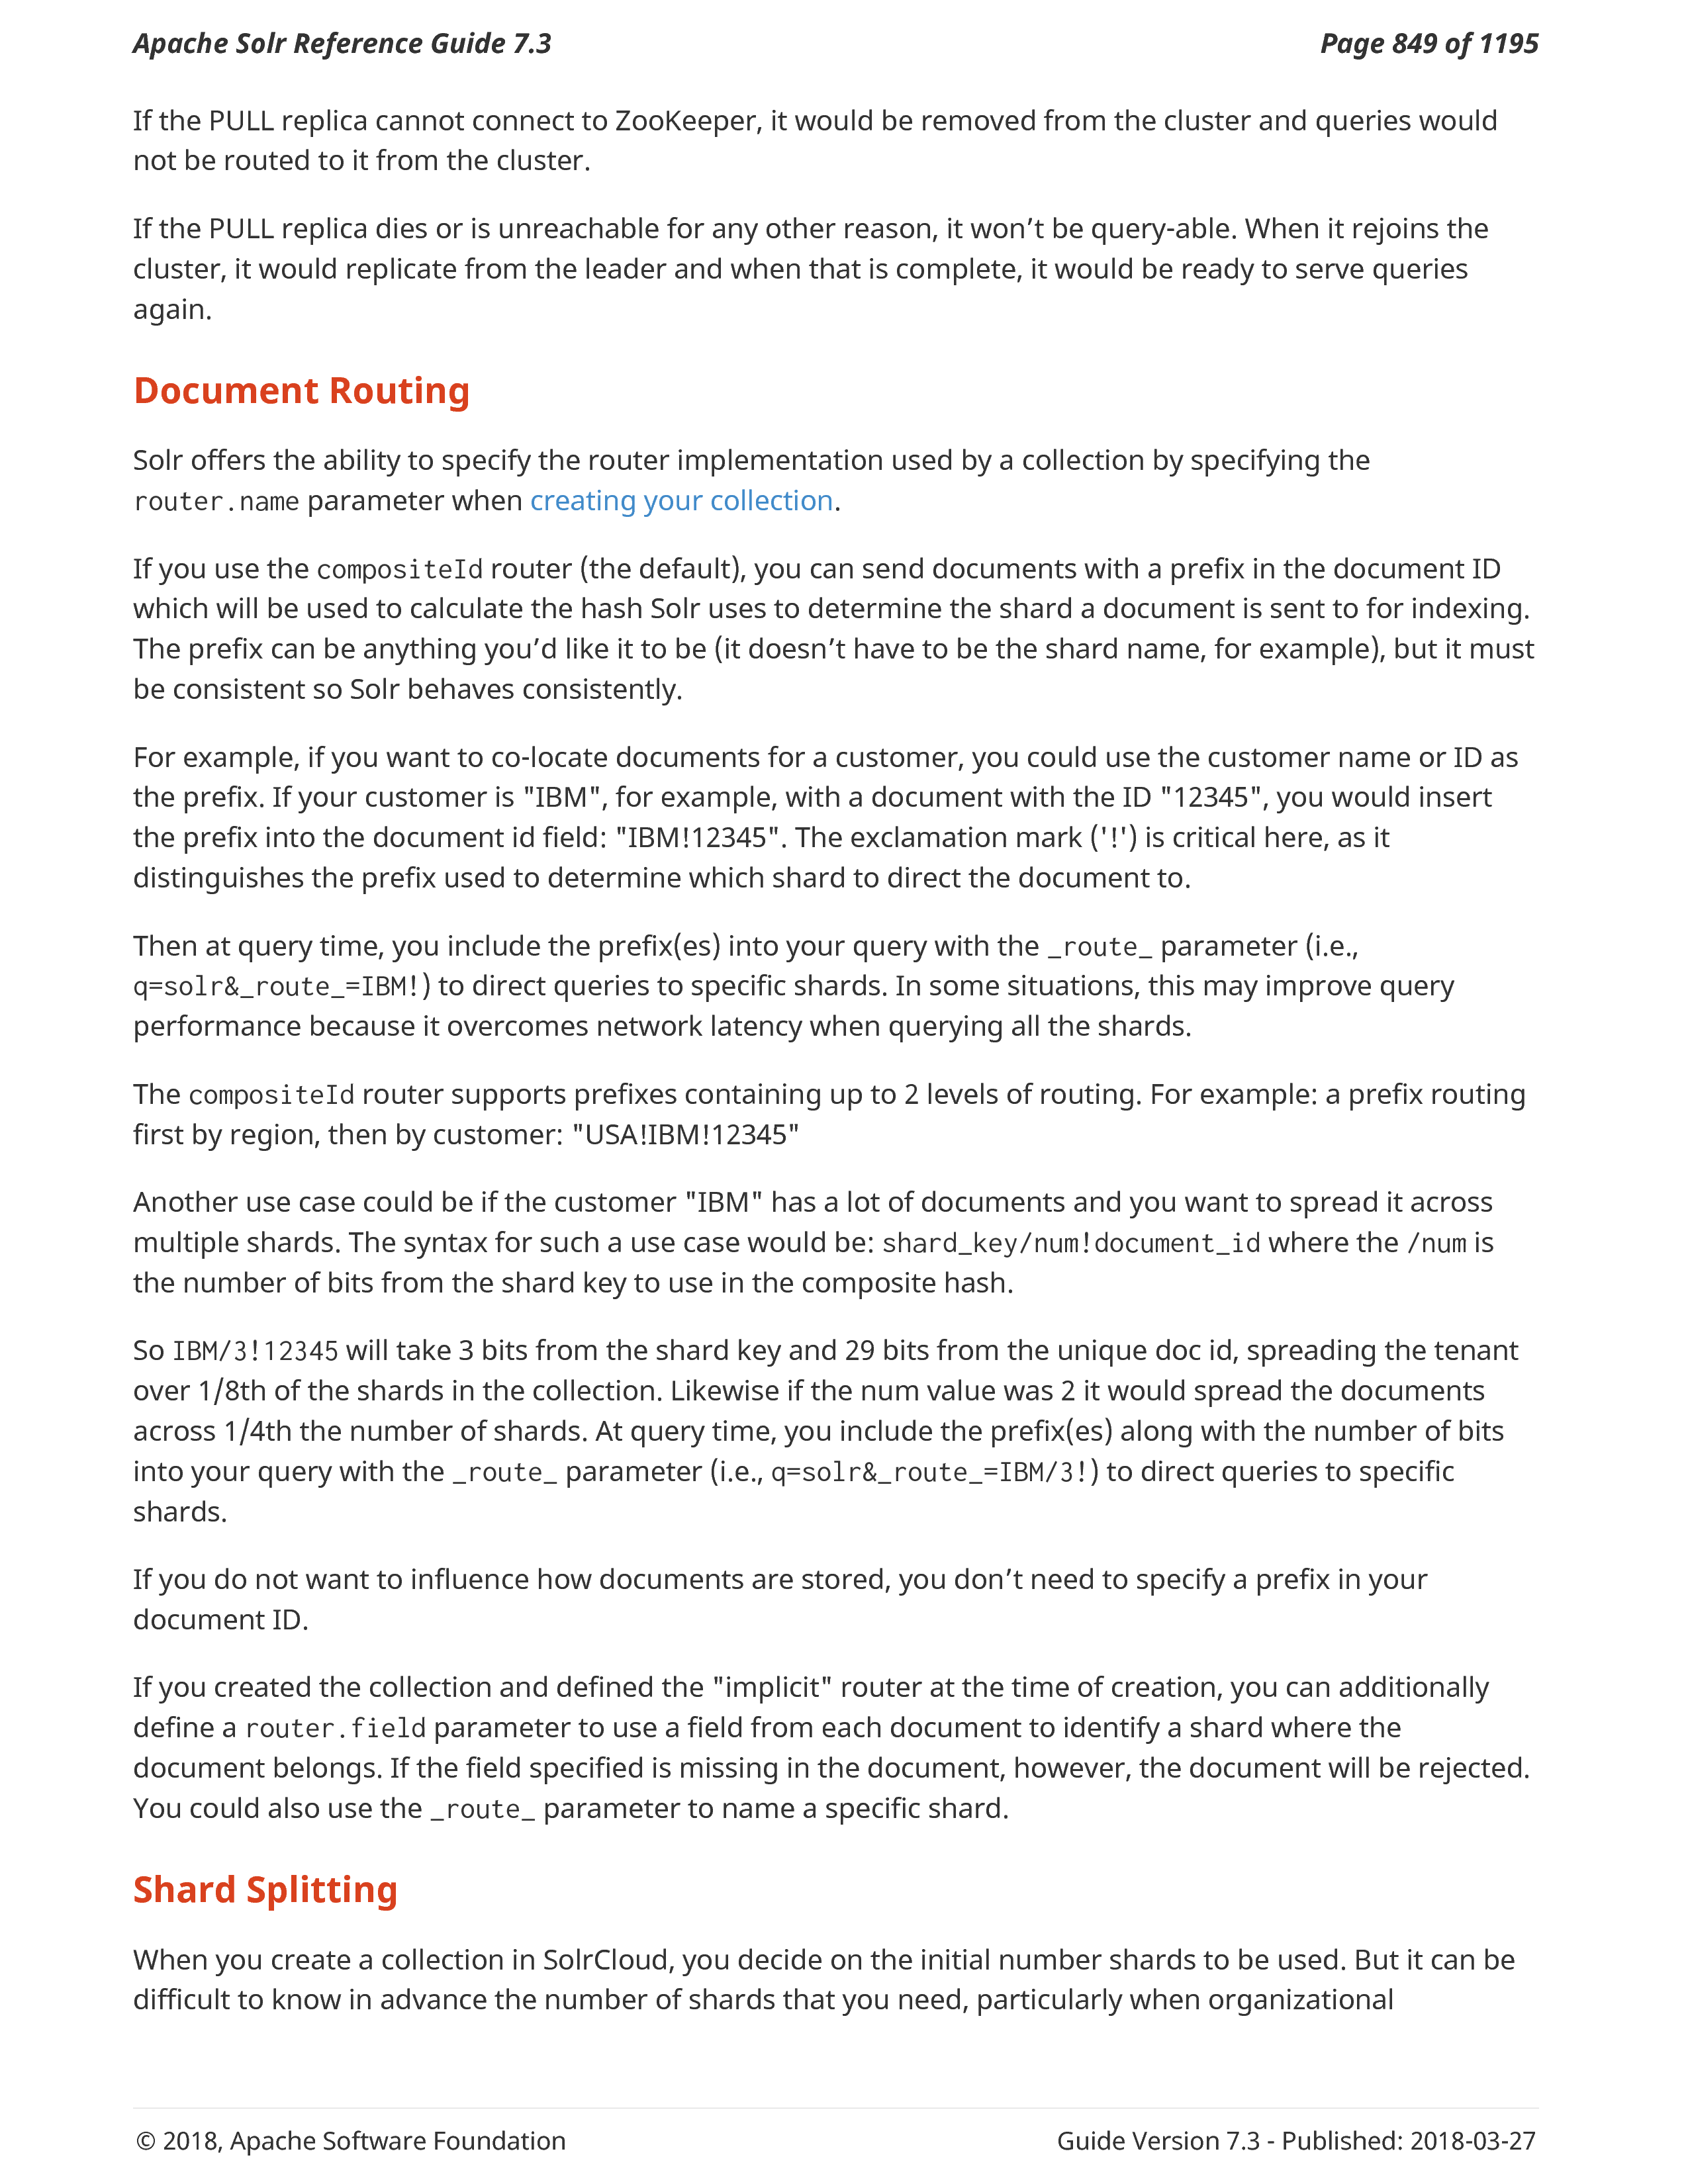 Apache Solr Reference Guide 7.3
Page 849 of 1195
If the PULL replica cannot connect to ZooKeeper, it would be removed from the cluster and queries would
not be routed to it from the cluster.
If the PULL replica dies or is unreachable for any other reason, it won’t be query-able. When it rejoins the
cluster, it would replicate from the leader and when that is complete, it would be ready to serve queries
again.
Document Routing
Solr offers the ability to specify the router implementation used by a collection by specifying the
router.name parameter when creating your collection.
If you use the compositeId router (the default), you can send documents with a prefix in the document ID
which will be used to calculate the hash Solr uses to determine the shard a document is sent to for indexing.
The prefix can be anything you’d like it to be (it doesn’t have to be the shard name, for example), but it must
be consistent so Solr behaves consistently.
For example, if you want to co-locate documents for a customer, you could use the customer name or ID as
the prefix. If your customer is "IBM", for example, with a document with the ID "12345", you would insert
the prefix into the document id field: "IBM!12345". The exclamation mark ('!') is critical here, as it
distinguishes the prefix used to determine which shard to direct the document to.
Then at query time, you include the prefix(es) into your query with the _route_ parameter (i.e.,
q=solr&_route_=IBM!) to direct queries to specific shards. In some situations, this may improve query
performance because it overcomes network latency when querying all the shards.
The compositeId router supports prefixes containing up to 2 levels of routing. For example: a prefix routing
first by region, then by customer: "USA!IBM!12345"
Another use case could be if the customer "IBM" has a lot of documents and you want to spread it across
multiple shards. The syntax for such a use case would be: shard_key/num!document_id where the /num is
the number of bits from the shard key to use in the composite hash.
So IBM/3!12345 will take 3 bits from the shard key and 29 bits from the unique doc id, spreading the tenant
over 1/8th of the shards in the collection. Likewise if the num value was 2 it would spread the documents
across 1/4th the number of shards. At query time, you include the prefix(es) along with the number of bits
into your query with the _route_ parameter (i.e., q=solr&_route_=IBM/3!) to direct queries to specific
shards.
If you do not want to influence how documents are stored, you don’t need to specify a prefix in your
document ID.
If you created the collection and defined the "implicit" router at the time of creation, you can additionally
define a router.field parameter to use a field from each document to identify a shard where the
document belongs. If the field specified is missing in the document, however, the document will be rejected.
You could also use the _route_ parameter to name a specific shard.
Shard Splitting
When you create a collection in SolrCloud, you decide on the initial number shards to be used. But it can be
difficult to know in advance the number of shards that you need, particularly when organizational
© 2018, Apache Software Foundation
Guide Version 7.3 - Published: 2018-03-27